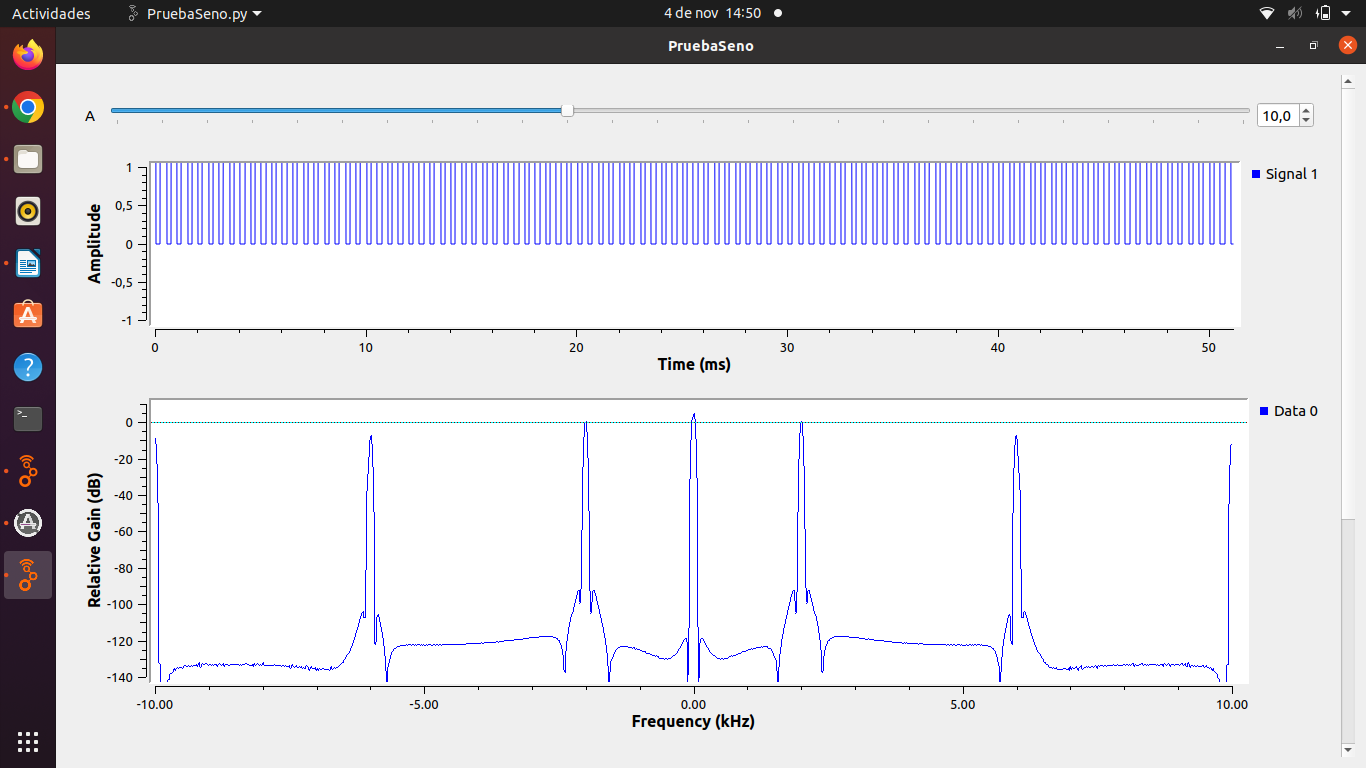 Actividades PruebaSeno.py 4 de nov 14:50
PruebaSeno
A 10,0
1
0,5
0
-0,5
-1
Amplitude
Signal 1
0 10 20 30 40 50
Time (ms)
0
-20
-40
-60
-80
-100
-120
-140
Relative Gain (dB)
Data 0
-10.00 -5.00 0.00 5.00 10.00
Frequency (kHz)